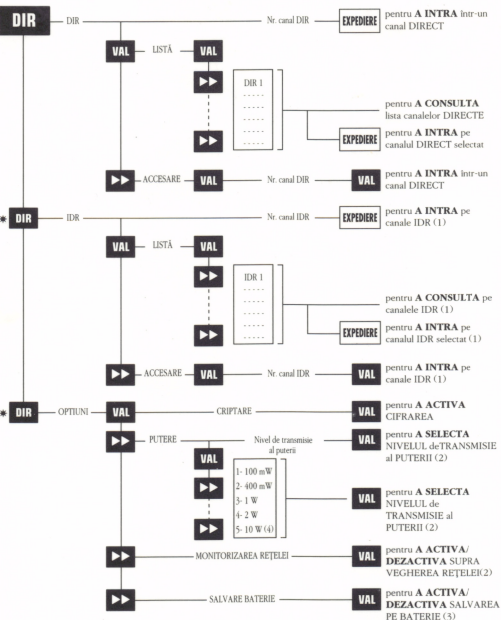 DIR DIR Nr. canal DIR EXPEDIERE pentru A INTRA într-un
canal DIRECT
VAL LISTĂ VAL
▶▶ DIR 1
- - - - -
- - - - -
- - - - -
- - - - -
- - - - -
pentru A CONSULTA
lista canalelor DIRECTE
▶▶ EXPEDIERE pentru A INTRA pe
canalul DIRECT selectat
▶▶ ACCESARE VAL Nr. canal DIR VAL pentru A INTRA într-un
canal DIRECT
* DIR IDR Nr. canal IDR EXPEDIERE pentru A INTRA pe
canale IDR (1)
VAL LISTĂ VAL
▶▶ IDR 1
- - - - -
- - - - -
- - - - -
- - - - -
- - - - -
pentru A CONSULTA pe
canalele IDR (1)
▶▶ EXPEDIERE pentru A INTRA pe
canalul IDR selectat (1)
▶▶ ACCESARE VAL Nr. canal IDR VAL pentru A INTRA pe
canale IDR (1)
* DIR OPTIUNI VAL CRIPTARE VAL pentru A ACTIVA
CIFRAREA
▶▶ PUTERE Nivel de transmisie
al puterii
VAL pentru A SELECTA
NIVELUL deTRANSMISIE
al PUTERII (2)
VAL
1- 100 mW
▶▶ 2- 400 mW
3- 1 W
4- 2 W
▶▶ 5- 10 W (4)
VAL pentru A SELECTA
NIVELUL de
TRANSMISIE al
PUTERII (2)
▶▶ MONITORIZAREA REȚELEI VAL pentru A ACTIVA/
DEZACTIVA SUPRA
VEGHEREA REȚELEI(2)
▶▶ SALVARE BATERIE VAL pentru A ACTIVA/
DEZACTIVA SALVAREA
PE BATERIE (3)